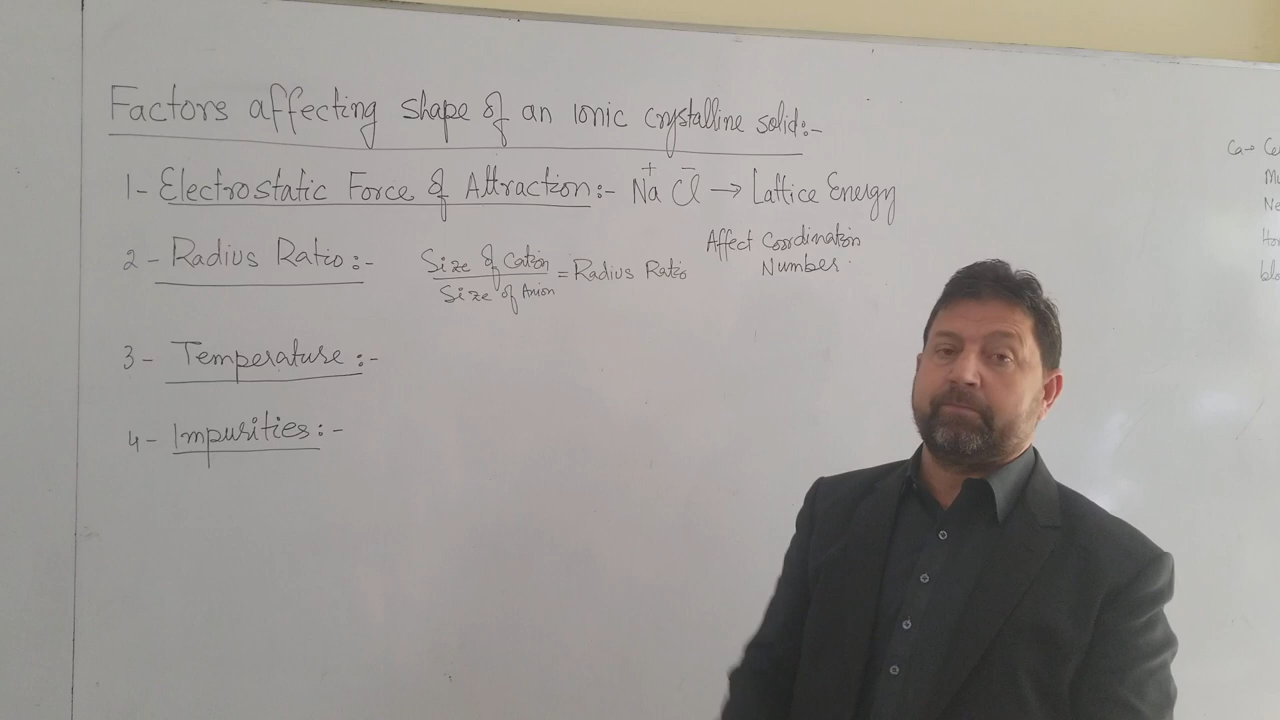 Factors affecting shape of an ionic crystalline solid:-
1- Electrostatic Force of Attraction:- Na⁺ Cl⁻ → Lattice Energy
2- Radius Ratio:- Size of Cation / Size of Anion = Radius Ratio
Affect Coordination
Number.
3- Temperature:-
4- Impurities:-
Ca→